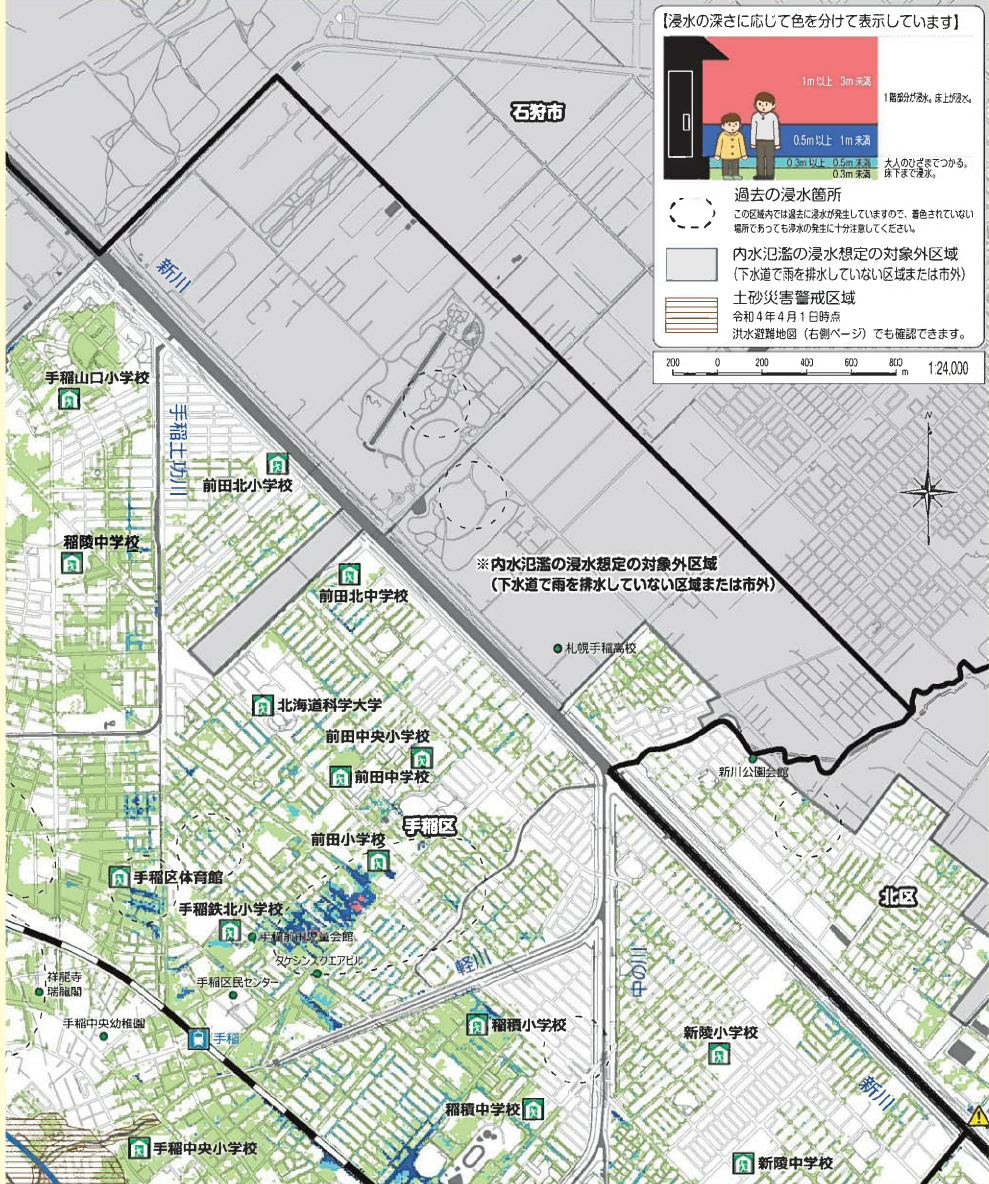 【浸水の深さに応じて色を分けて表示しています】
1m以上 3m未満
1階部分が浸水。床上が浸水。
0.5m以上 1m未満
0.3m以上 0.5m未満
0.3m未満
大人のひざまでつかる。
床下まで浸水。
過去の浸水箇所
この区域内では過去に浸水が発生していますので、着色されていない
場所であっても浸水の発生に十分注意してください。
内水氾濫の浸水想定の対象外区域
(下水道で雨を排水していない区域または市外)
土砂災害警戒区域
令和4年4月1日時点
洪水避難地図（右側ページ）でも確認できます。
200 0 200 400 600 800 m 1:24,000
N
石狩市
新川
手稲山口小学校
手稲土功川
前田北小学校
稲陵中学校
※内水氾濫の浸水想定の対象外区域
(下水道で雨を排水していない区域または市外)
前田北中学校
札幌手稲高校
北海道科学大学
前田中央小学校
前田中学校
新川公園会館
手稲区
前田小学校
手稲区体育館
北区
手稲鉄北小学校
手稲前田児童会館
タケシンスクエアビル
軽川
中の川
祥龍寺
瑞龍閣
手稲区民センター
手稲中央幼稚園
手稲
稲積小学校
新陵小学校
新川
稲積中学校
手稲中央小学校
新陵中学校